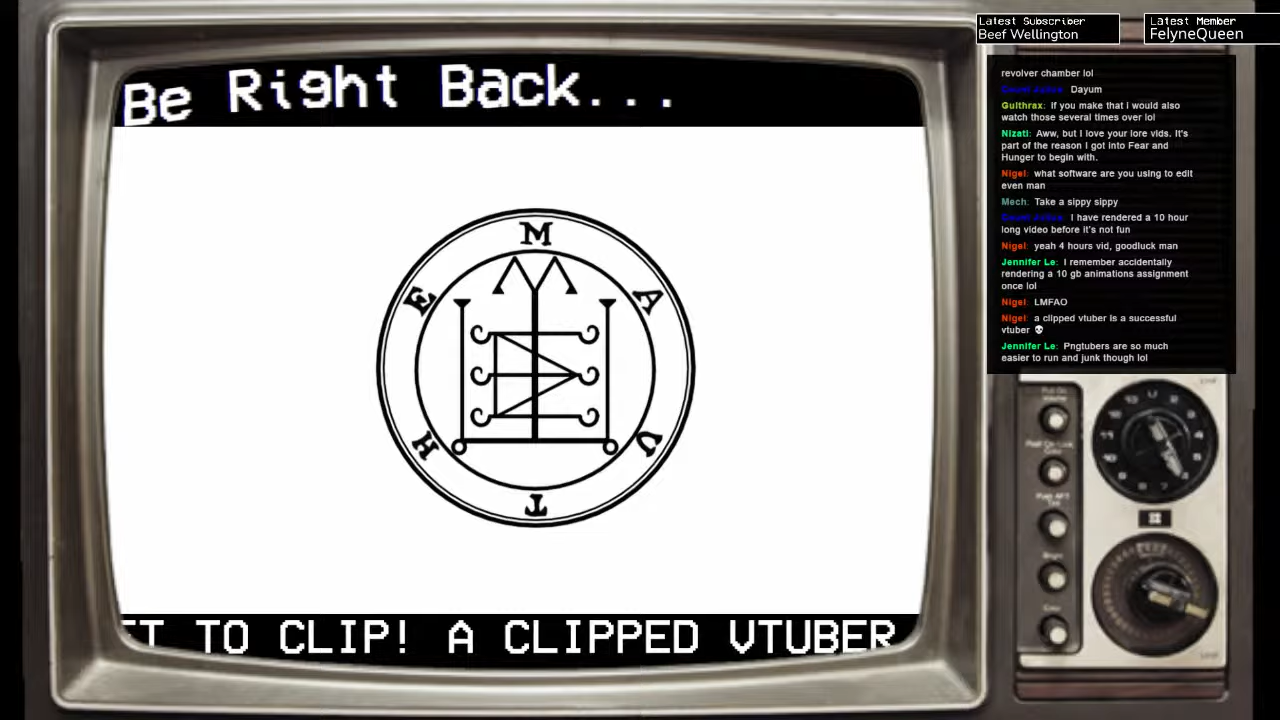 Latest Subscriber
Beef Wellington
Latest Member
FelyneQueen
Be Right Back...
revolver chamber lol
Dayum
Gulthrax: if you make that I would also
watch those several times over lol
Nizati: Aww, but I love your lore vids. It's
part of the reason I got into Fear and
Hunger to begin with.
Nigel: what software are you using to edit
even man
Mech: Take a sippy sippy
I have rendered a 10 hour
long video before it's not fun
Nigel: yeah 4 hours vid, goodluck man
Jennifer Le: I remember accidentally
rendering a 10 gb animations assignment
once lol
Nigel: LMFAO
Nigel: a clipped vtuber is a successful
vtuber 💀
Jennifer Le: Pngtubers are so much
easier to run and junk though lol
M A U T H E
TO CLIP! A CLIPPED VTUBER